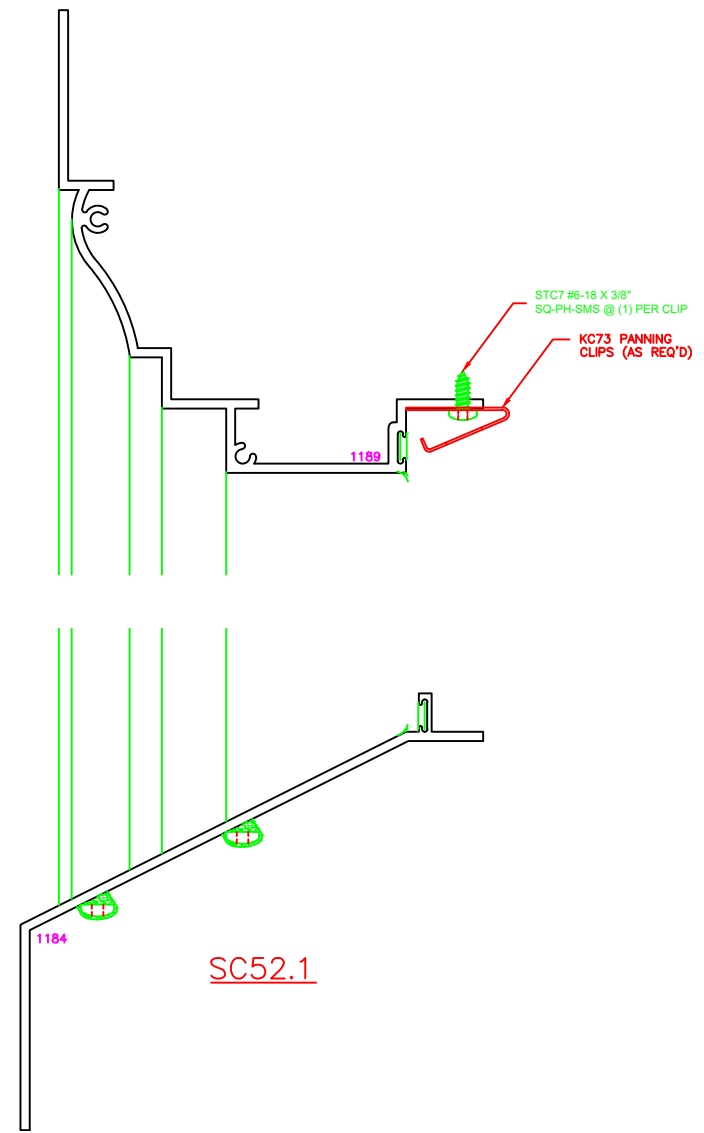 STC7 #6-18 X 3/8"
SQ-PH-SMS @ (1) PER CLIP
KC73 PANNING
CLIPS (AS REQ'D)
1189
1184
SC52.1